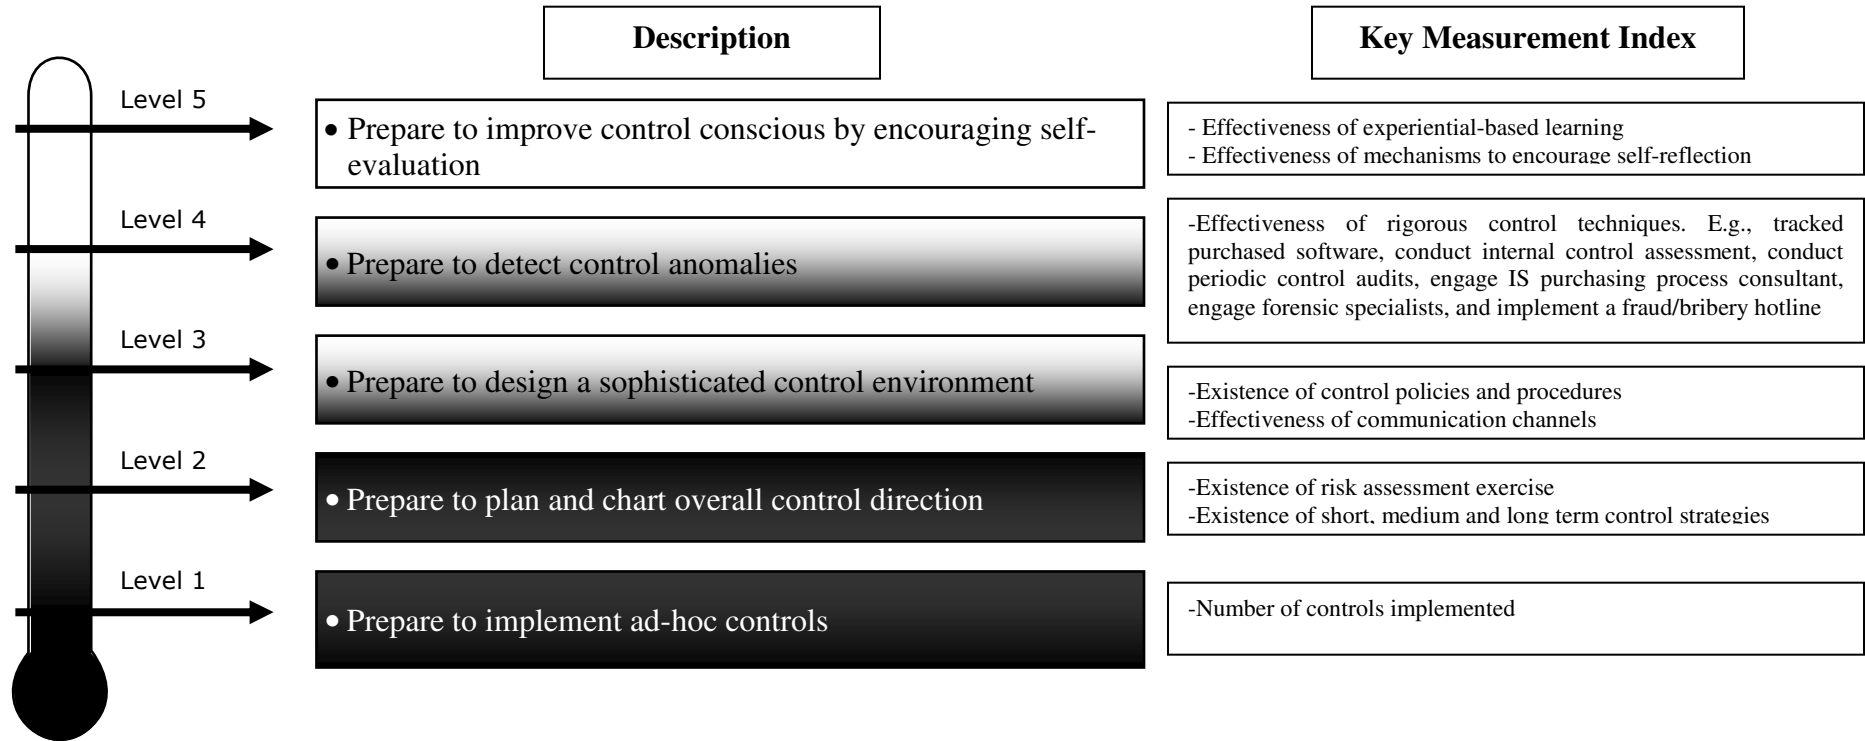 Description
Key Measurement Index
Level 5
• Prepare to improve control conscious by encouraging self-
evaluation
- Effectiveness of experiential-based learning
- Effectiveness of mechanisms to encourage self-reflection
Level 4
• Prepare to detect control anomalies
-Effectiveness of rigorous control techniques. E.g., tracked
purchased software, conduct internal control assessment, conduct
periodic control audits, engage IS purchasing process consultant,
engage forensic specialists, and implement a fraud/bribery hotline
Level 3
• Prepare to design a sophisticated control environment
-Existence of control policies and procedures
-Effectiveness of communication channels
Level 2
• Prepare to plan and chart overall control direction
-Existence of risk assessment exercise
-Existence of short, medium and long term control strategies
Level 1
• Prepare to implement ad-hoc controls
-Number of controls implemented